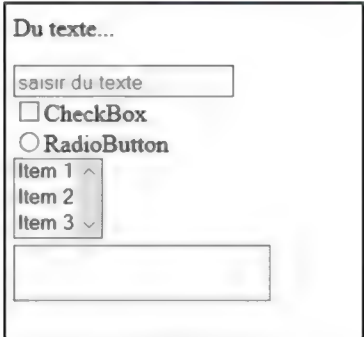 Du texte...
saisir du texte
CheckBox
RadioButton
Item 1
Item 2
Item 3